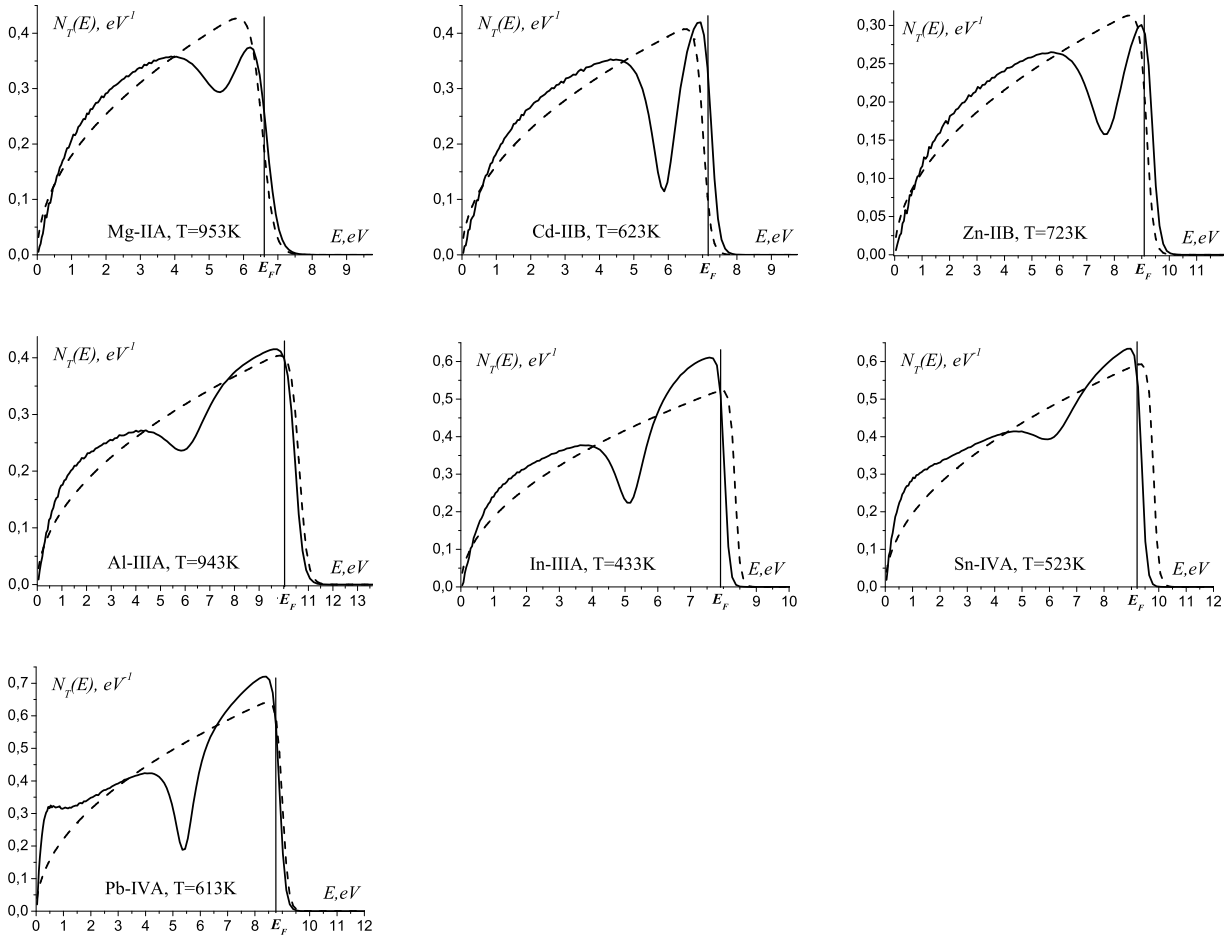 N_T(E), eV^-1
0,4
0,3
0,2
0,1
0,0
Mg-IIA, T=953K
E,eV
0 1 2 3 4 5 6 E_F 7 8 9
N_T(E), eV^-1
0,4
0,3
0,2
0,1
0,0
Cd-IIB, T=623K
E,eV
0 1 2 3 4 5 6 7 8 9
E_F
N_T(E), eV^-1
0,30
0,25
0,20
0,15
0,10
0,05
0,00
Zn-IIB, T=723K
E,eV
0 1 2 3 4 5 6 7 8 9 10 11
E_F
N_T(E), eV^-1
0,4
0,3
0,2
0,1
0,0
Al-IIIA, T=943K
E,eV
0 1 2 3 4 5 6 7 8 9 11 12 13
E_F
N_T(E), eV^-1
0,6
0,5
0,4
0,3
0,2
0,1
0,0
In-IIIA, T=433K
E,eV
0 1 2 3 4 5 6 7 8 9 10
E_F
N_T(E), eV^-1
0,6
0,5
0,4
0,3
0,2
0,1
0,0
Sn-IVA, T=523K
E,eV
0 1 2 3 4 5 6 7 8 9 10 11 12
E_F
N_T(E), eV^-1
0,7
0,6
0,5
0,4
0,3
0,2
0,1
0,0
Pb-IVA, T=613K
E,eV
0 1 2 3 4 5 6 7 8 9 10 11 12
E_F